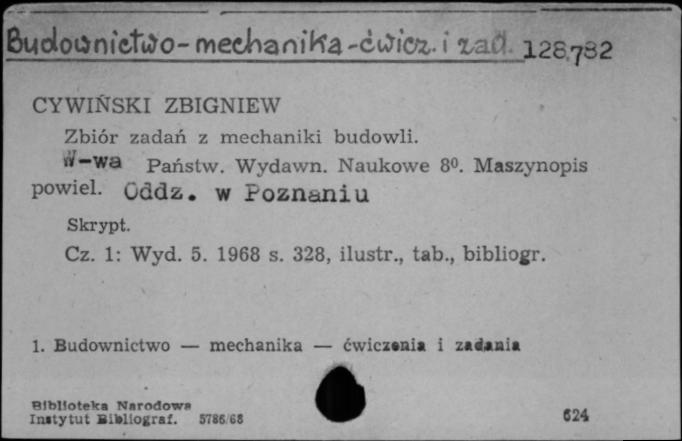 Budownictwo-mechanika-ćwicz. i zad. 128,782
CYWIŃSKI ZBIGNIEW
Zbiór zadań z mechaniki budowli.
W-wa Państw. Wydawn. Naukowe 8⁰. Maszynopis
powiel. Oddz. w Poznaniu
Skrypt.
Cz. 1: Wyd. 5. 1968 s. 328, ilustr., tab., bibliogr.
1. Budownictwo — mechanika — ćwiczenia i zadania
Biblioteka Narodowa
Instytut Bibliograf. 5786/68 624